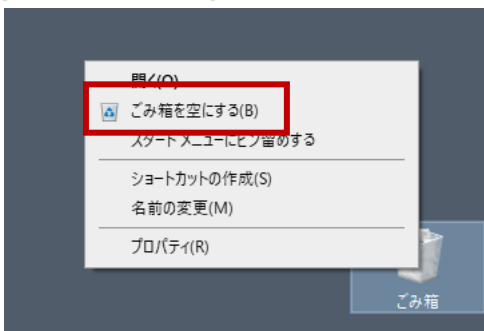 開く(O)
ごみ箱を空にする(B)
スタート メニューにピン留めする
ショートカットの作成(S)
名前の変更(M)
プロパティ(R)
ごみ箱